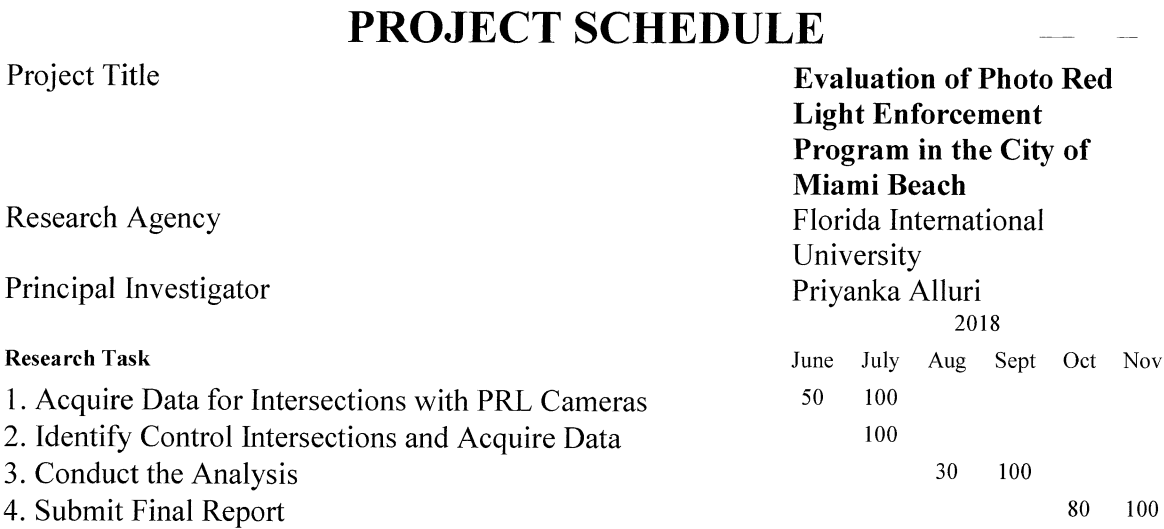 PROJECT SCHEDULE
Project Title Evaluation of Photo Red
Light Enforcement
Program in the City of
Miami Beach
Research Agency Florida International
University
Principal Investigator Priyanka Alluri
2018
Research Task June July Aug Sept Oct Nov
1. Acquire Data for Intersections with PRL Cameras 50 100
2. Identify Control Intersections and Acquire Data 100
3. Conduct the Analysis 30 100
4. Submit Final Report 80 100